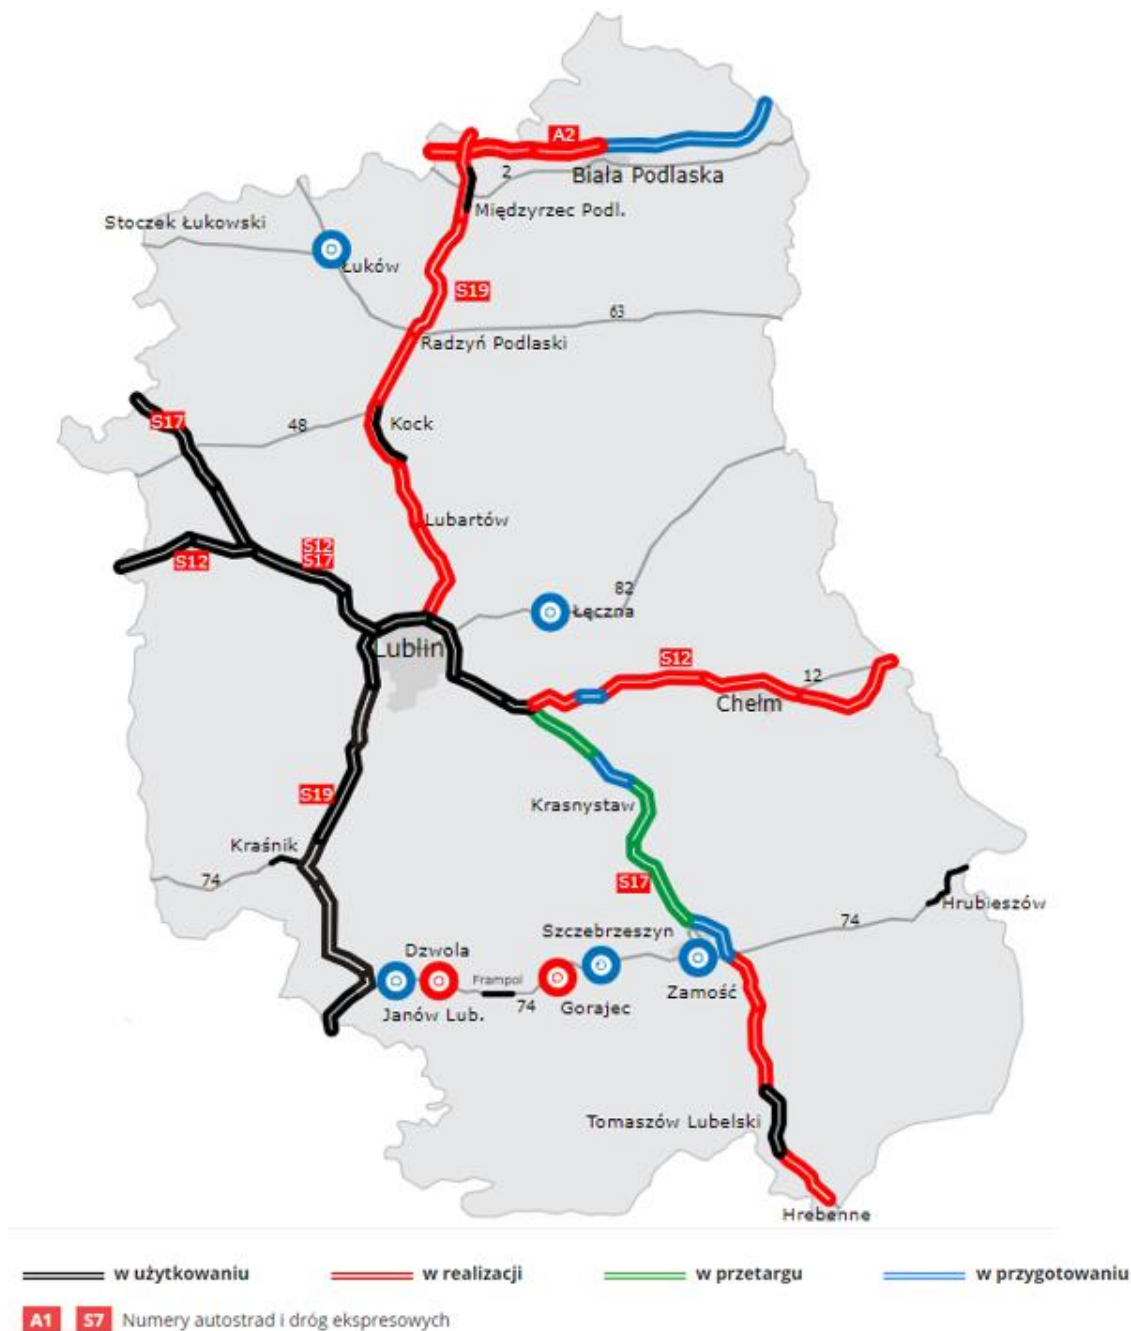 A2
2
Biała Podlaska
Międzyrzec Podl.
Stoczek Łukowski
Łuków
S19
63
Radzyń Podlaski
S17
48
Kock
Lubartów
S12
S17
S12
82
Łęczna
Lublin
S12
12
Chełm
S19
Krasnystaw
Kraśnik
74
S17
Hrubieszów
74
Szczebrzeszyn
Dzwola
Frampol
74
Zamość
Gorajec
Janów Lub.
Tomaszów Lubelski
Hrebenne
w użytkowaniu w realizacji w przetargu w przygotowaniu
A1 S7 Numery autostrad i dróg ekspresowych